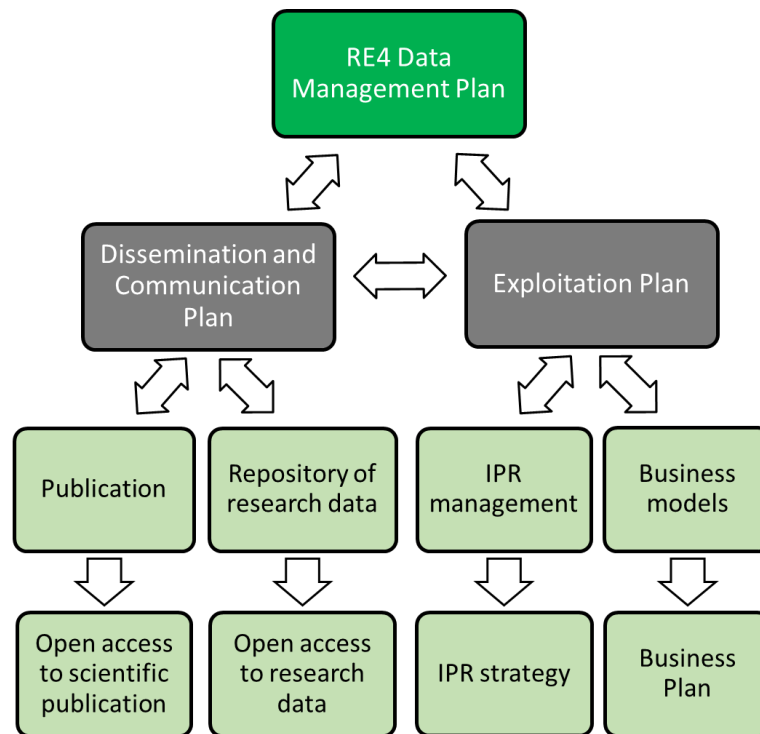 RE4 Data
Management Plan
Dissemination and
Communication
Plan
Exploitation Plan
Publication
Repository of
research data
IPR
management
Business
models
Open access
to scientific
publication
Open access
to research
data
IPR strategy
Business
Plan